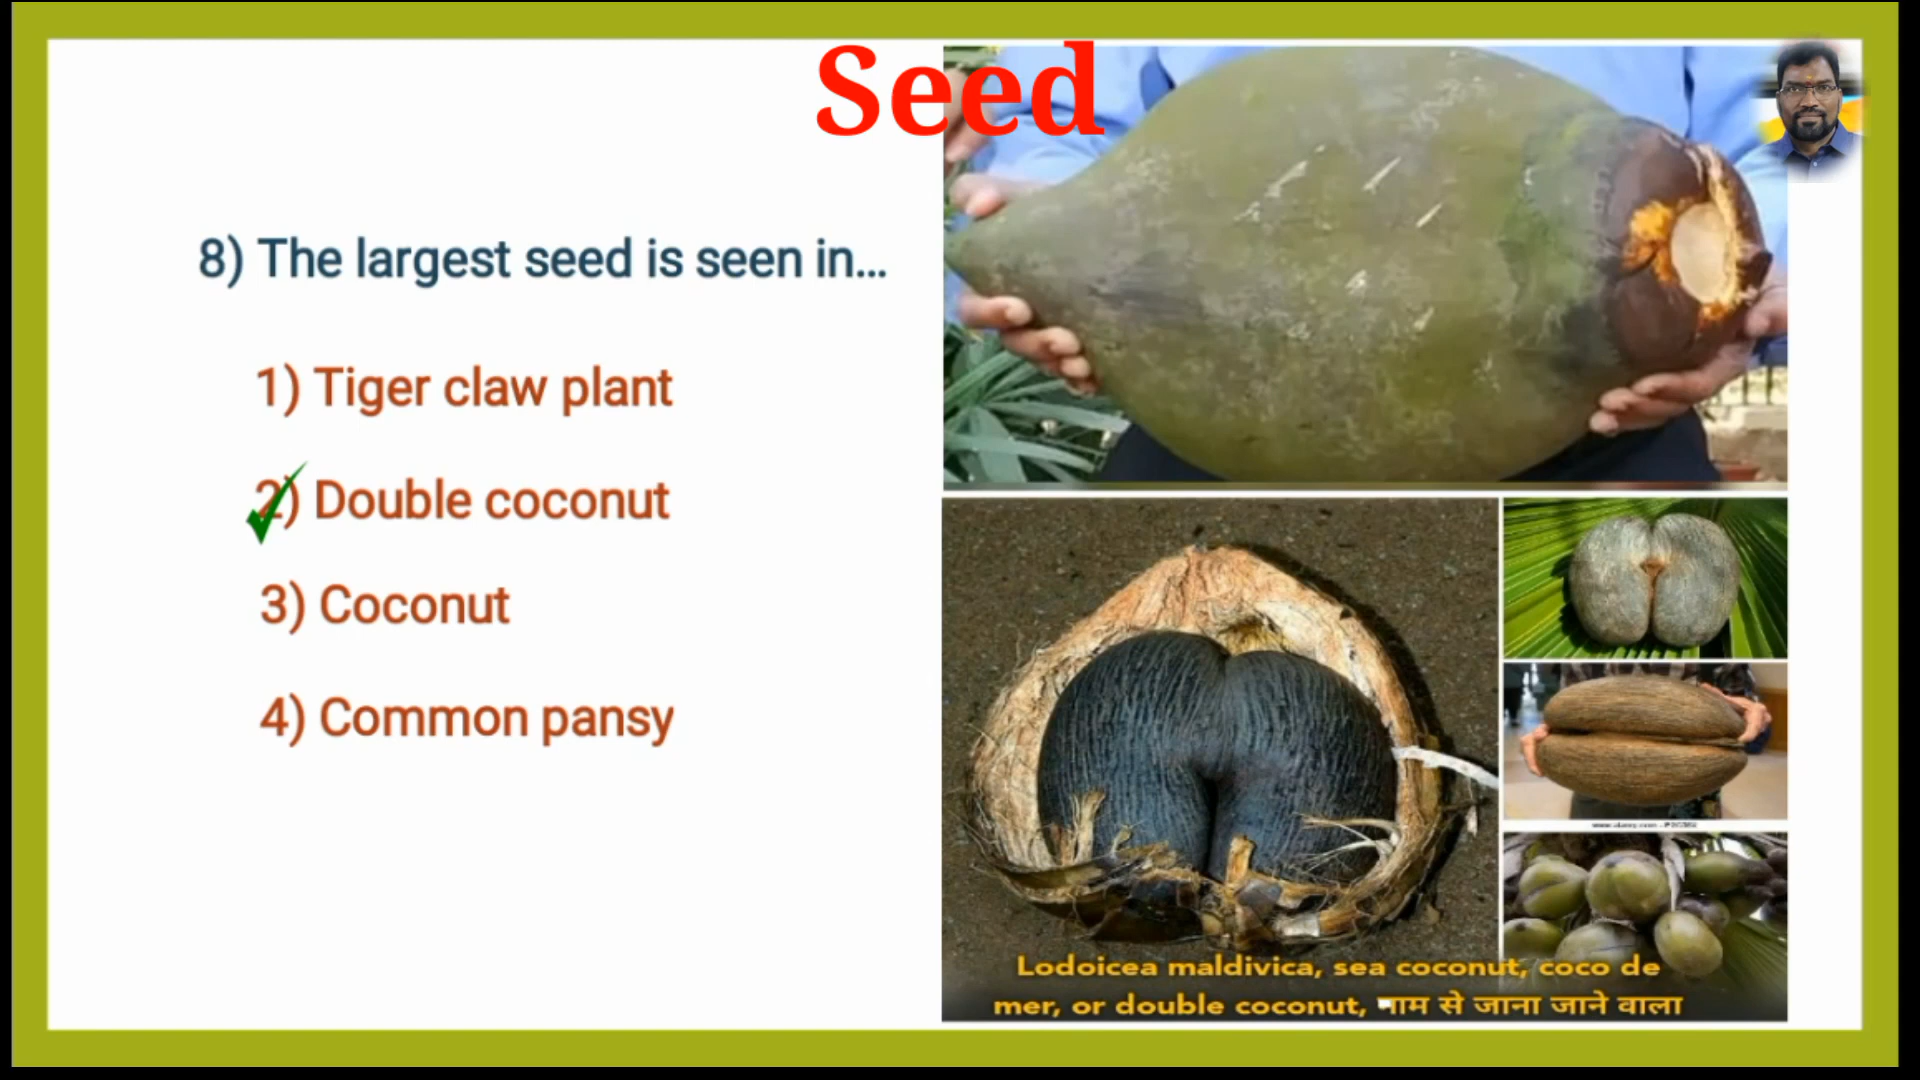 Seed
8) The largest seed is seen in...
1) Tiger claw plant
2) Double coconut
3) Coconut
4) Common pansy
Lodoicea maldivica, sea coconut, coco de
mer, or double coconut, नाम से जाना जाने वाला